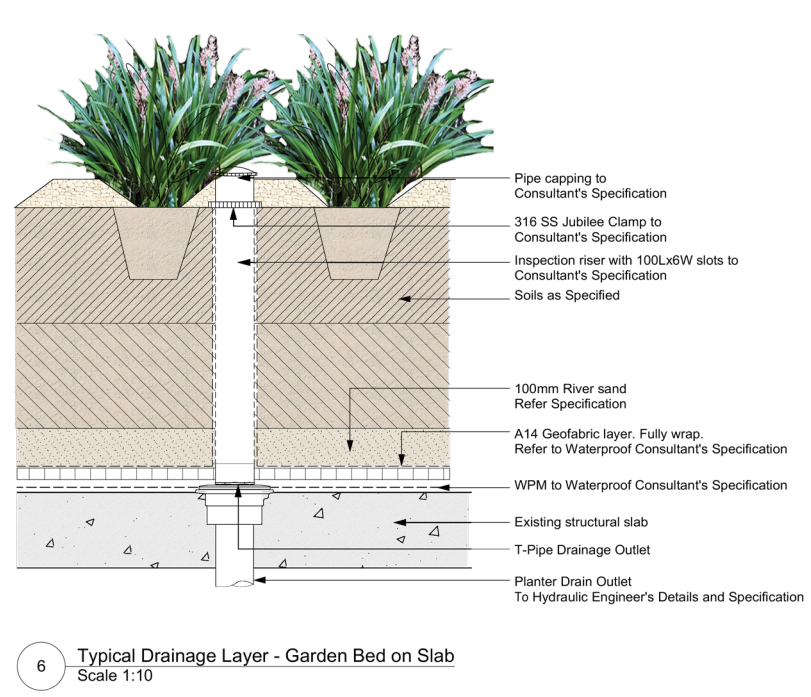 Pipe capping to
Consultant's Specification
316 SS Jubilee Clamp to
Consultant's Specification
Inspection riser with 100Lx6W slots to
Consultant's Specification
Soils as Specified
100mm River sand
Refer Specification
A14 Geofabric layer. Fully wrap.
Refer to Waterproof Consultant's Specification
WPM to Waterproof Consultant's Specification
Existing structural slab
T-Pipe Drainage Outlet
Planter Drain Outlet
To Hydraulic Engineer's Details and Specification
6
Typical Drainage Layer - Garden Bed on Slab
Scale 1:10